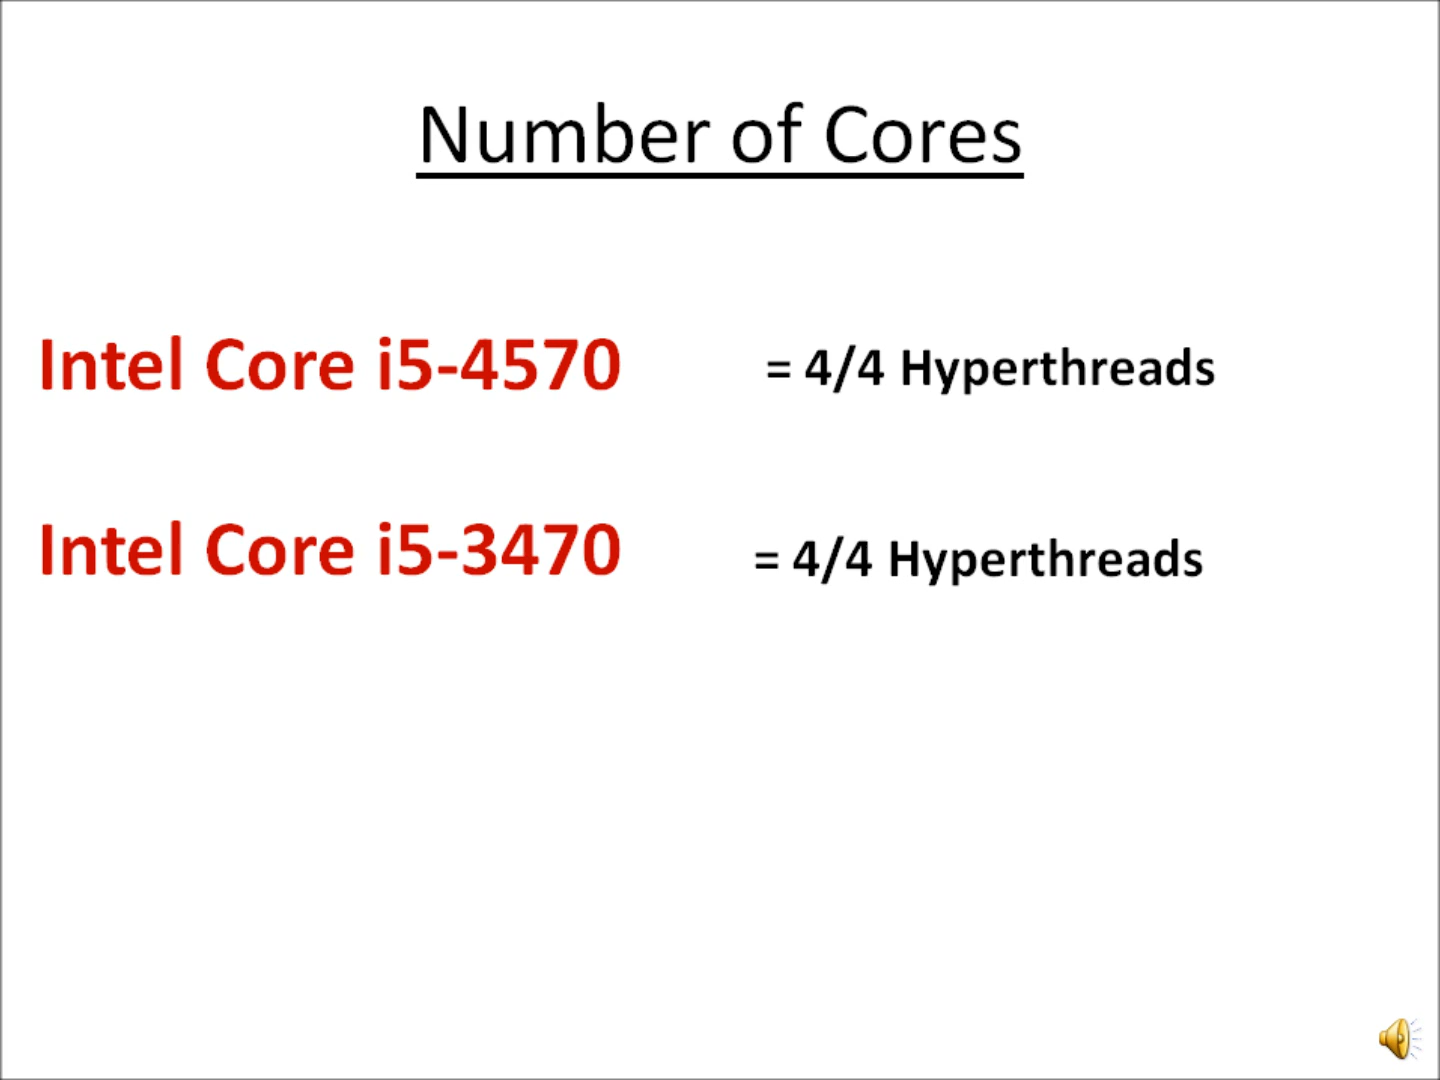 Number of Cores
Intel Core i5-4570 = 4/4 Hyperthreads
Intel Core i5-3470 = 4/4 Hyperthreads